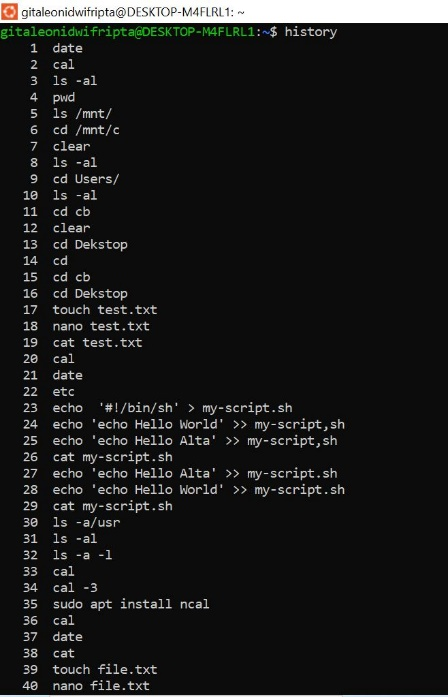 gitaleonidwifripta@DESKTOP-M4FLRL1: ~
gitaleonidwifripta@DESKTOP-M4FLRL1:~$ history
1 date
2 cal
3 ls -al
4 pwd
5 ls /mnt/
6 cd /mnt/c
7 clear
8 ls -al
9 cd Users/
10 ls -al
11 cd cb
12 clear
13 cd Dekstop
14 cd
15 cd cb
16 cd Dekstop
17 touch test.txt
18 nano test.txt
19 cat test.txt
20 cal
21 date
22 etc
23 echo  '#!/bin/sh' > my-script.sh
24 echo 'echo Hello World' >> my-script,sh
25 echo 'echo Hello Alta' >> my-script,sh
26 cat my-script.sh
27 echo 'echo Hello Alta' >> my-script.sh
28 echo 'echo Hello World' >> my-script.sh
29 cat my-script.sh
30 ls -a/usr
31 ls -al
32 ls -a -l
33 cal
34 cal -3
35 sudo apt install ncal
36 cal
37 date
38 cat
39 touch file.txt
40 nano file.txt